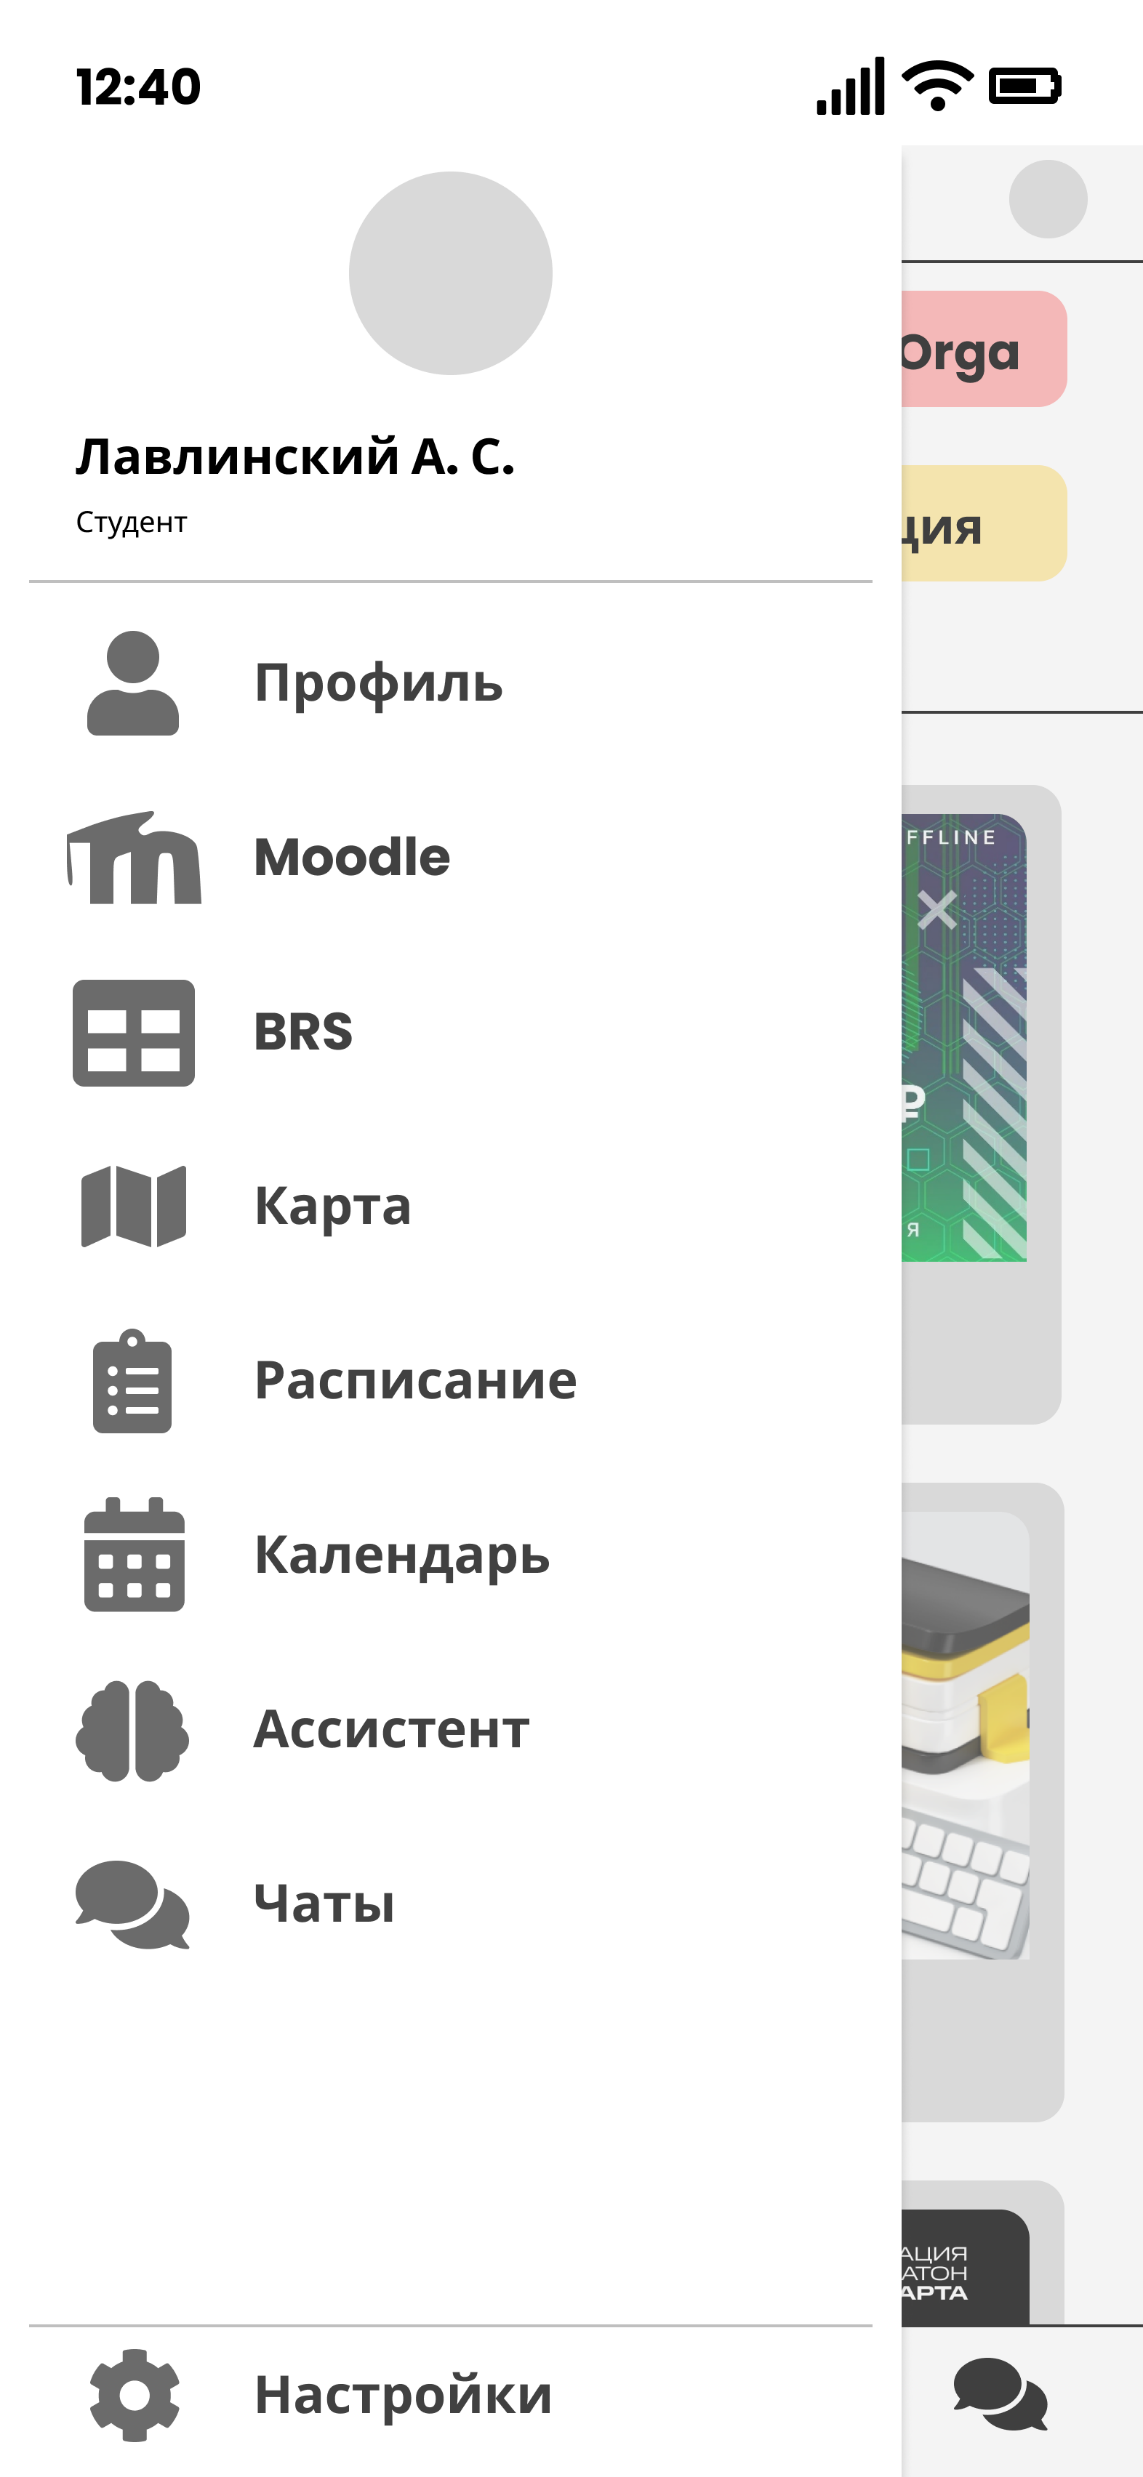 12:40
Orga
Лавлинский А. С.
Студент
ция
Профиль
Moodle
FFLINE
BRS
₽
Карта
я
Расписание
Календарь
Ассистент
Чаты
АЦИЯ
АТОН
АРТА
Настройки